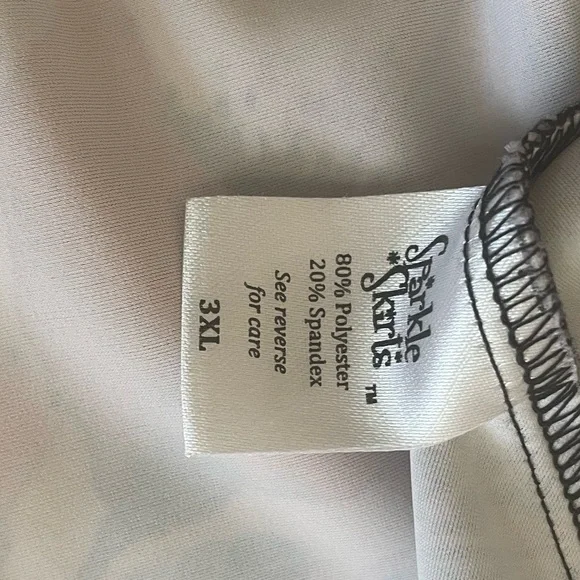 Sparkle
Skirts ™
80% Polyester
20% Spandex
See reverse
for care
3XL